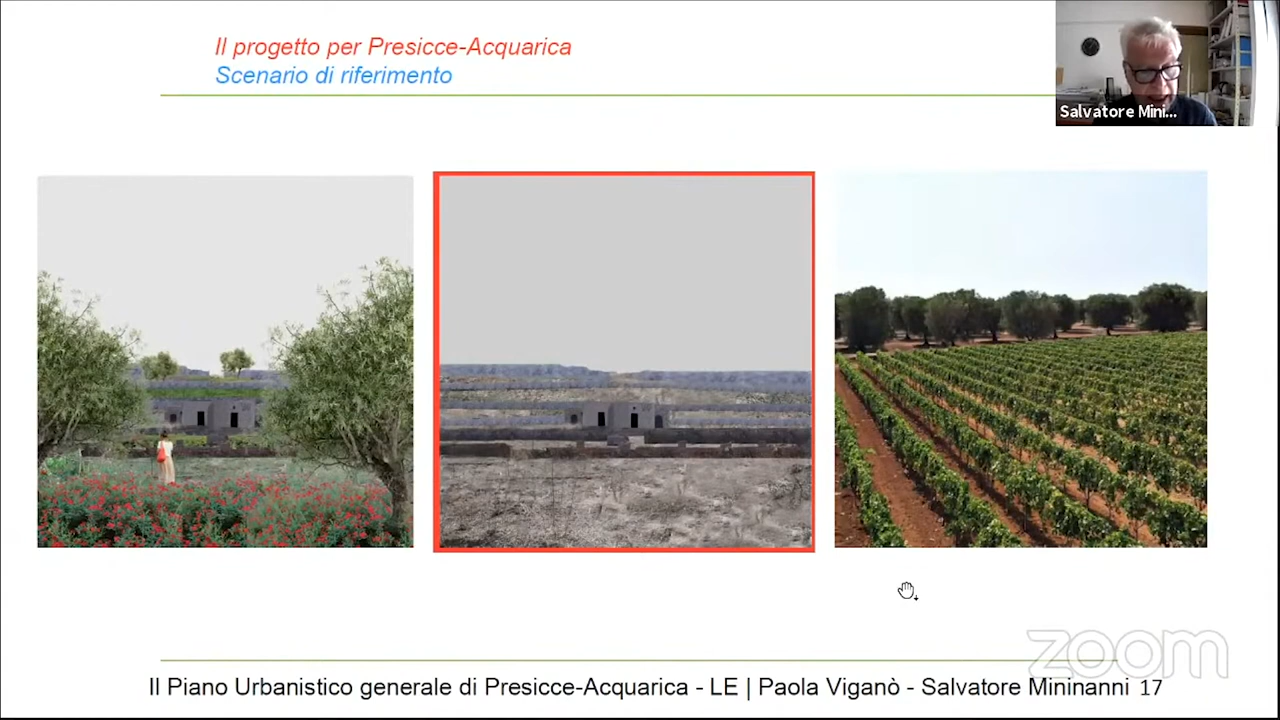 Il progetto per Presicce-Acquarica
Scenario di riferimento
Salvatore Mini...
zoom
Il Piano Urbanistico generale di Presicce-Acquarica - LE | Paola Viganò - Salvatore Mininanni 17